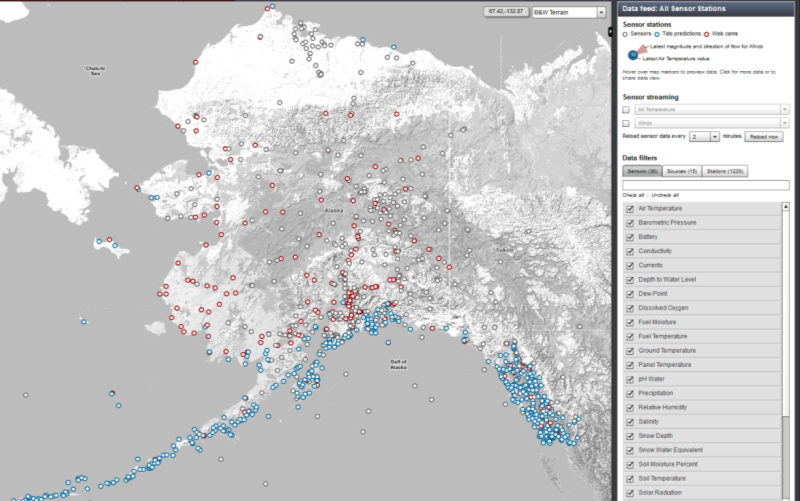 67.42,-132.07
B&W Terrain
Chukchi
Sea
Alaska
Yukon
Gulf of
Alaska
Data feed: All Sensor Stations
Sensor stations
Sensors Tide predictions Web cams
Latest magnitude and direction of flow for Winds
Latest Air Temperature value
Hover over map markers to preview data. Click for more data or to
share data view.
Sensor streaming
Air Temperature
Winds
Reload sensor data every 2 minutes Reload now
Data filters
Sensors (30) Sources (15) Stations (1220)
Check all | Uncheck all
Air Temperature
Barometric Pressure
Battery
Conductivity
Currents
Depth to Water Level
Dew Point
Dissolved Oxygen
Fuel Moisture
Fuel Temperature
Ground Temperature
Panel Temperature
pH Water
Precipitation
Relative Humidity
Salinity
Snow Depth
Snow Water Equivalent
Soil Moisture Percent
Soil Temperature
Solar Radiation